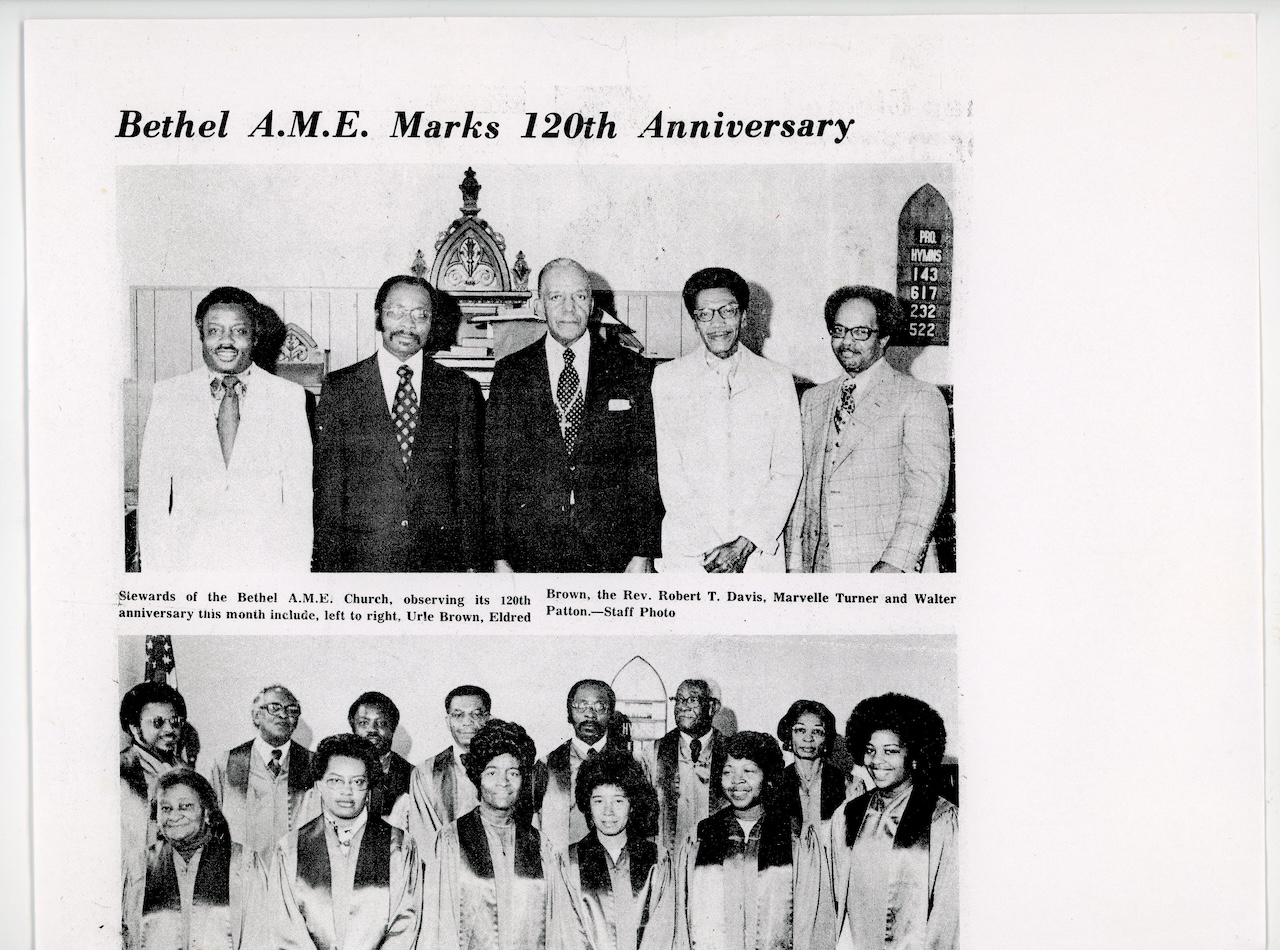 Bethel A.M.E. Marks 120th Anniversary
PRO.
HYMNS
143
617
232
522
Stewards of the Bethel A.M.E. Church, observing its 120th
anniversary this month include, left to right, Urle Brown, Eldred
Brown, the Rev. Robert T. Davis, Marvelle Turner and Walter
Patton.—Staff Photo